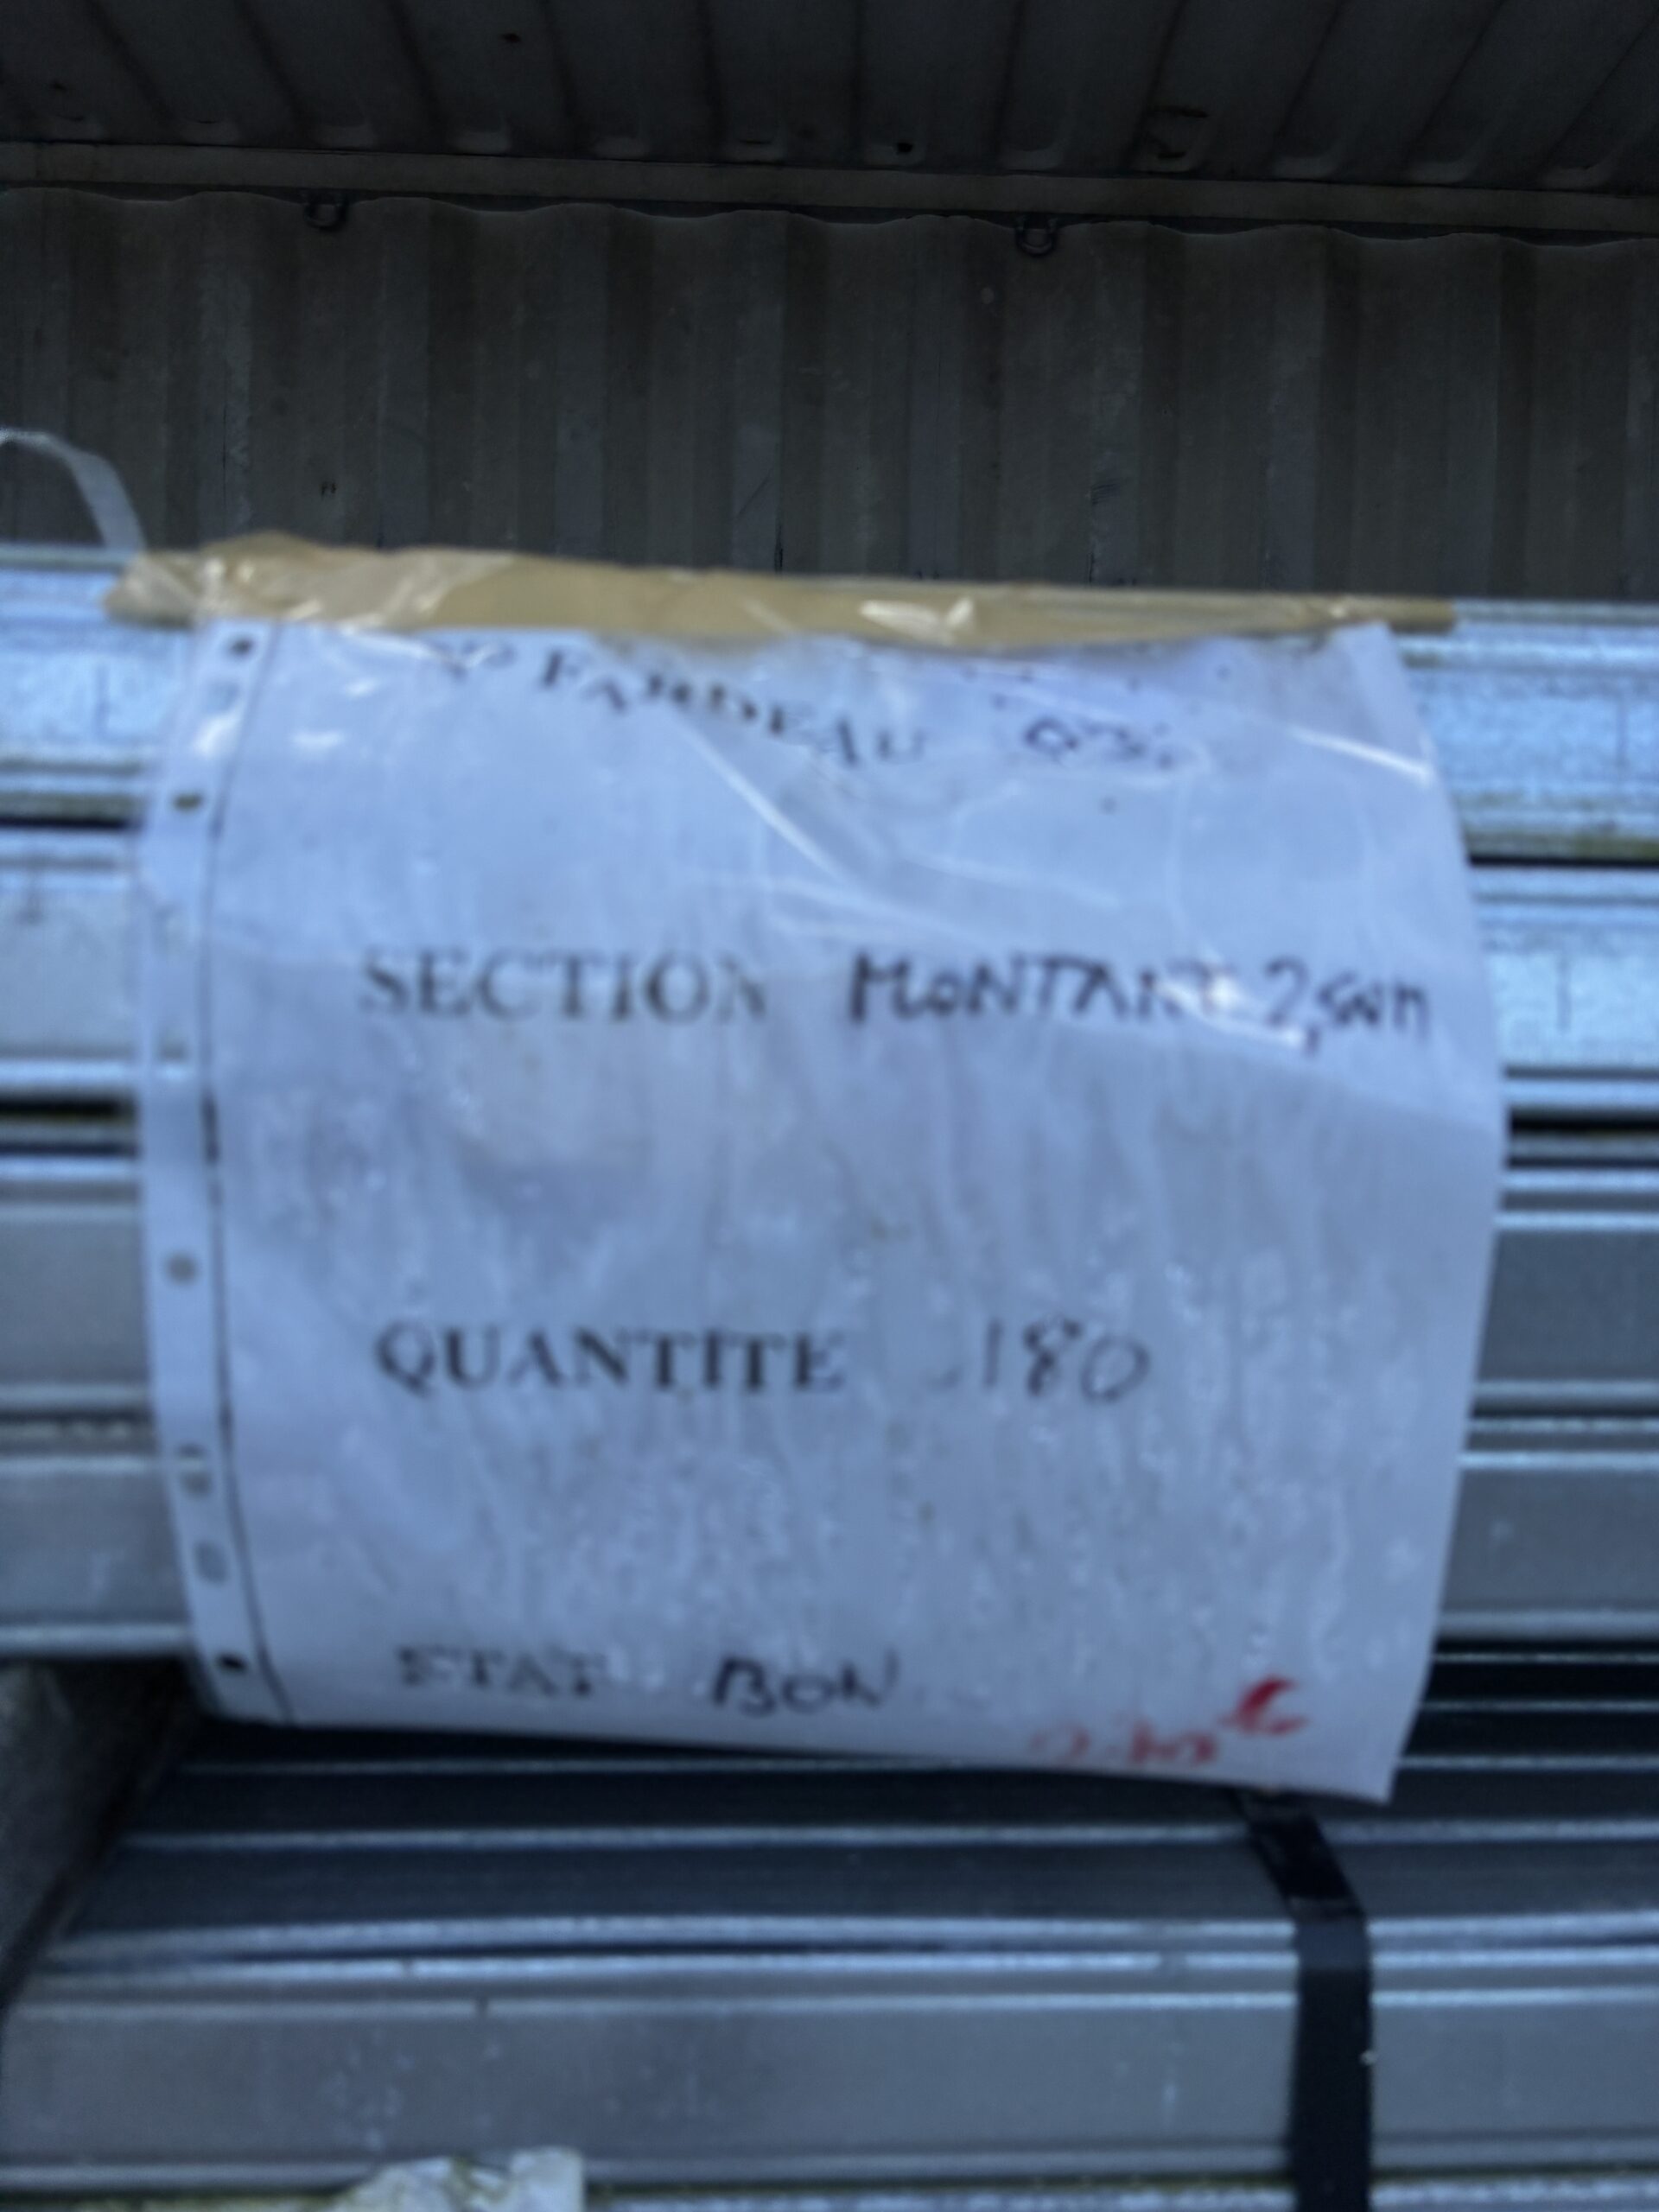 N° FARDEAU
SECTION MONTANT 2,50m
QUANTITE 180
ETAT BON